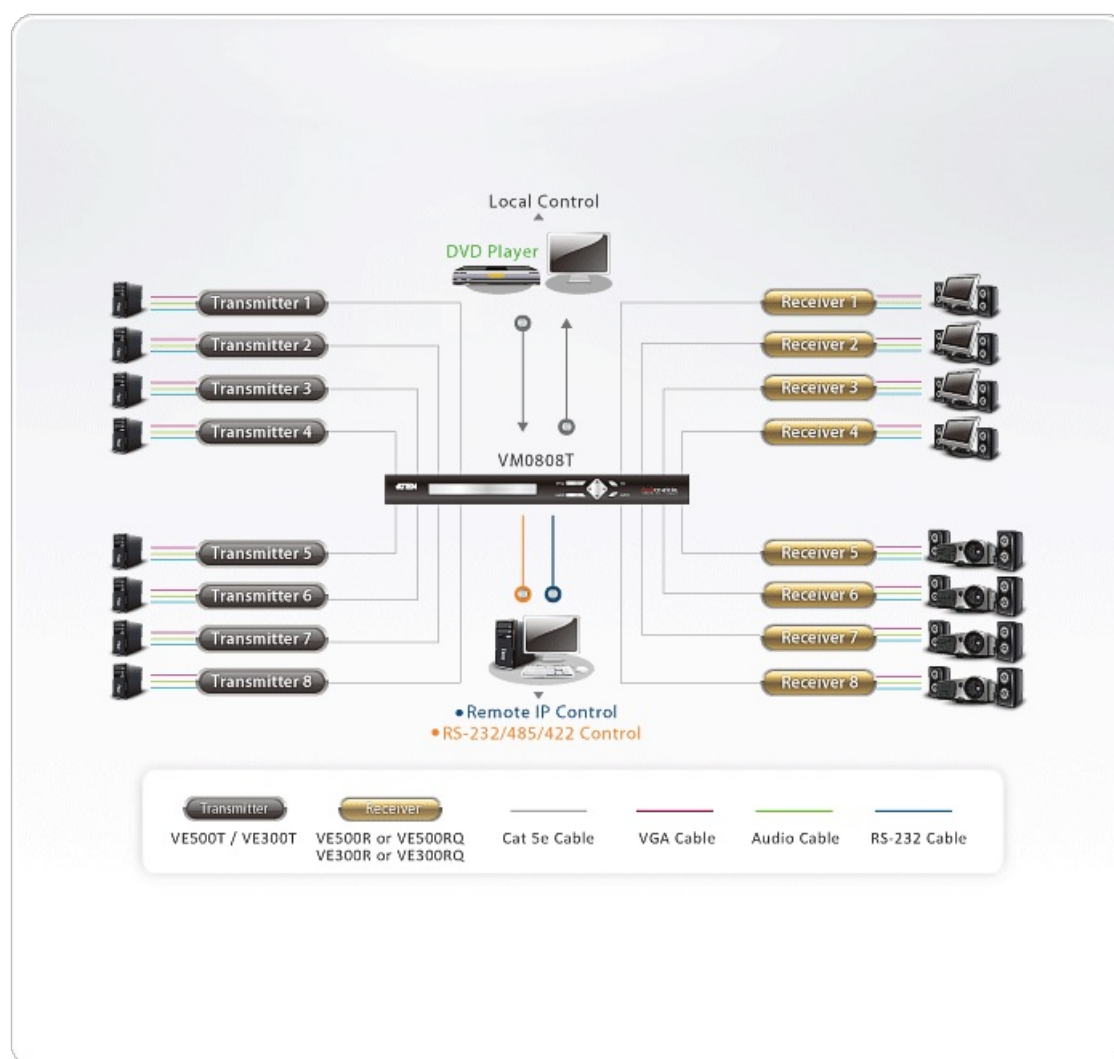 Local Control
DVD Player
Transmitter 1
Transmitter 2
Transmitter 3
Transmitter 4
Receiver 1
Receiver 2
Receiver 3
Receiver 4
VM0808T
ATEN
Transmitter 5
Transmitter 6
Transmitter 7
Transmitter 8
Receiver 5
Receiver 6
Receiver 7
Receiver 8
•Remote IP Control
•RS-232/485/422 Control
Transmitter
VE500T / VE300T
Receiver
VE500R or VE500RQ
VE300R or VE300RQ
Cat 5e Cable
VGA Cable
Audio Cable
RS-232 Cable